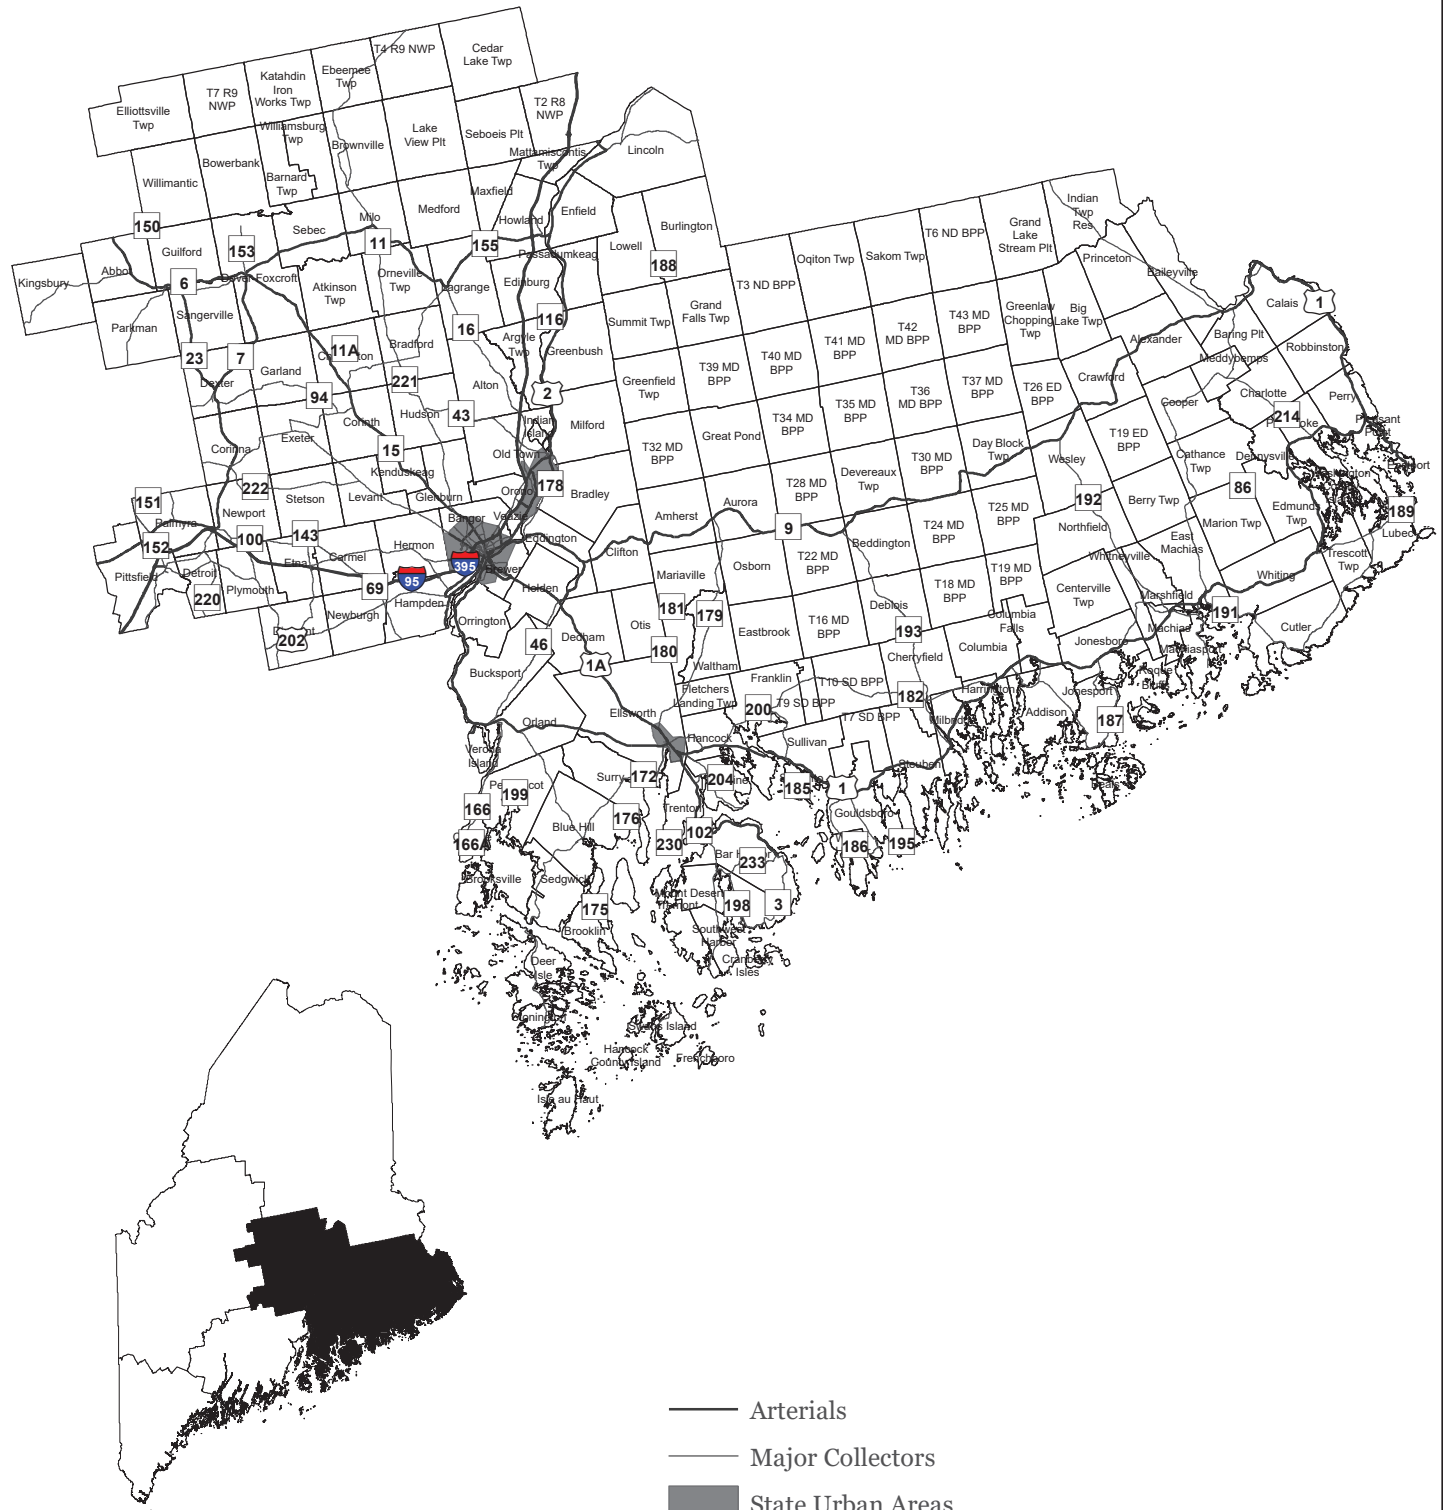 T4 R9 NWP
Cedar
Lake Twp
Ebeemee
Twp
Katahdin
Iron
Works Twp
T7 R9
NWP
Elliottsville
Twp
T2 R8
NWP
Williamsburg
Twp
Brownville
Lake
View Plt
Seboeis Plt
Mattamiscontis
Twp
Lincoln
Bowerbank
Willimantic
Barnard
Twp
Maxfield
Medford
Howland
Enfield
Milo
Sebec
150
153
11
155
Guilford
Passadumkeag
Lowell
Burlington
188
Indian
Twp
Res
Grand
Lake
Stream Plt
T6 ND BPP
Sakom Twp
Oqiton Twp
Princeton
Baileyville
Kingsbury
6
Dover-Foxcroft
Atkinson
Twp
Orneville
Twp
Lagrange
Edinburg
T3 ND BPP
Calais
1
Parkman
Sangerville
16
116
Summit Twp
Grand
Falls Twp
Greenlaw
Chopping
Twp
Big
Lake Twp
T43 MD
BPP
T42
MD BPP
T41 MD
BPP
T40 MD
BPP
T39 MD
BPP
Alexander
Baring Plt
Robbinston
Meddybemps
23
7
11A
Bradford
Argyle
Twp
Greenbush
Dexter
Garland
221
Alton
2
Greenfield
Twp
T36
MD BPP
T37 MD
BPP
T26 ED
BPP
Crawford
Cooper
Charlotte
Perry
94
Hudson
43
Corinth
Indian
Island
Milford
Great Pond
T34 MD
BPP
T35 MD
BPP
214
Corinna
Exeter
15
Old Town
T32 MD
BPP
Day Block
Twp
T30 MD
BPP
Wesley
T19 ED
BPP
Cathance
Twp
Dennysville
Kenduskeag
222
Stetson
Levant
Glenburn
Orono
178
Bradley
T28 MD
BPP
Devereaux
Twp
86
151
Newport
Palmyra
Bangor
Veazie
Amherst
Aurora
9
T24 MD
BPP
T25 MD
BPP
192
Northfield
Berry Twp
Marion Twp
Edmunds
Twp
189
Lubec
152
100
143
Hermon
Eddington
Clifton
Beddington
East
Machias
Trescott
Twp
Pittsfield
Detroit
Etna
Carmel
395
95
Brewer
Holden
Mariaville
Osborn
T22 MD
BPP
T18 MD
BPP
T19 MD
BPP
Whitneyville
Centerville
Twp
Whiting
220
Plymouth
69
Hampden
181
179
Deblois
Marshfield
191
202
Newburgh
Orrington
46
Dedham
Otis
180
Eastbrook
T16 MD
BPP
193
Columbia
Falls
Columbia
Jonesboro
Machias
Machiasport
Cutler
Bucksport
1A
Waltham
Cherryfield
Fletchers
Landing Twp
Franklin
T10 SD BPP
T9 SD BPP
T7 SD BPP
182
Harrington
Jonesport
Roque
Bluffs
Orland
Ellsworth
200
Hancock
Sullivan
Milbridge
Addison
187
Verona
Island
Surry
172
204
185
1
Steuben
Beals
199
166
166A
Blue Hill
176
Trenton
230
102
Gouldsboro
186
195
233
Brooksville
Sedgwick
175
Brooklin
Mount Desert
Tremont
198
3
Southwest
Harbor
Cranberry
Isles
Deer
Isle
Stonington
Swans Island
Hancock
County Island
Frenchboro
Isle au Haut
Arterials
Major Collectors
State Urban Areas